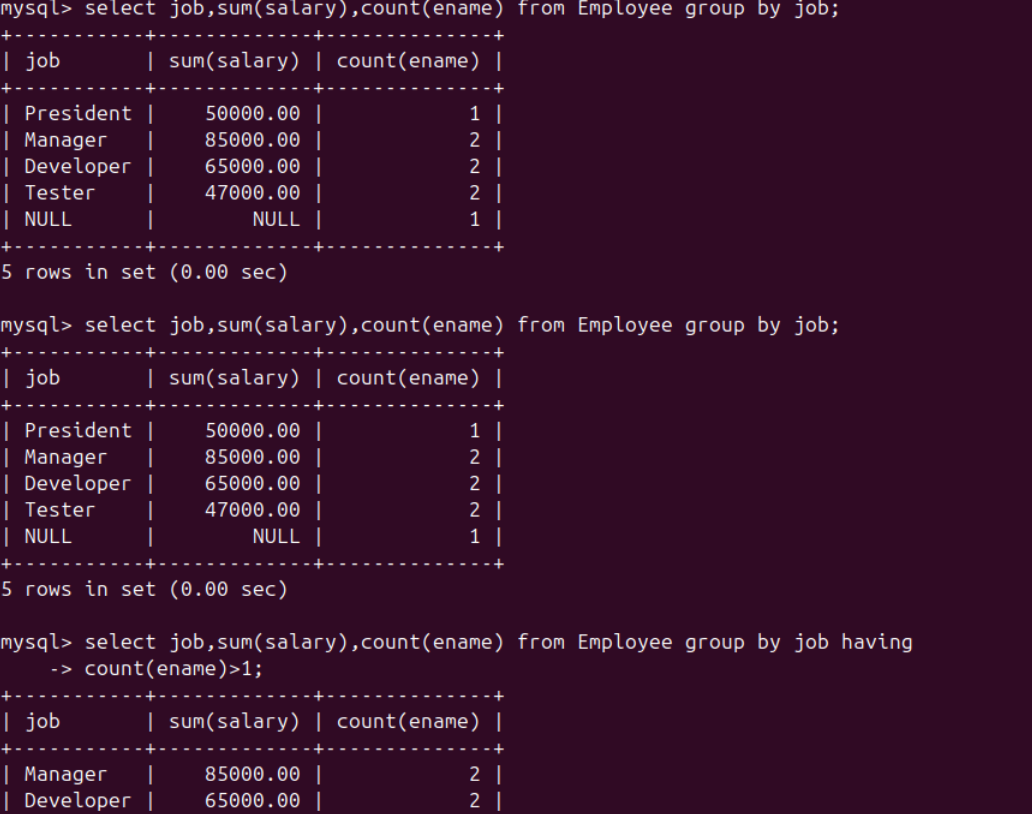 mysql> select job,sum(salary),count(ename) from Employee group by job;
+-----------+-------------+--------------+
| job       | sum(salary) | count(ename) |
+-----------+-------------+--------------+
| President |    50000.00 |            1 |
| Manager   |    85000.00 |            2 |
| Developer |    65000.00 |            2 |
| Tester    |    47000.00 |            2 |
| NULL      |        NULL |            1 |
+-----------+-------------+--------------+
5 rows in set (0.00 sec)

mysql> select job,sum(salary),count(ename) from Employee group by job;
+-----------+-------------+--------------+
| job       | sum(salary) | count(ename) |
+-----------+-------------+--------------+
| President |    50000.00 |            1 |
| Manager   |    85000.00 |            2 |
| Developer |    65000.00 |            2 |
| Tester    |    47000.00 |            2 |
| NULL      |        NULL |            1 |
+-----------+-------------+--------------+
5 rows in set (0.00 sec)

mysql> select job,sum(salary),count(ename) from Employee group by job having
    -> count(ename)>1;
+-----------+-------------+--------------+
| job       | sum(salary) | count(ename) |
+-----------+-------------+--------------+
| Manager   |    85000.00 |            2 |
| Developer |    65000.00 |            2 |